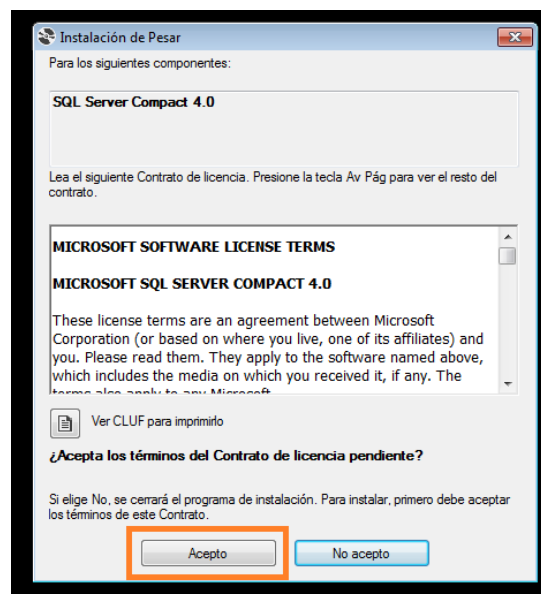 Instalación de Pesar
Para los siguientes componentes:
SQL Server Compact 4.0
Lea el siguiente Contrato de licencia. Presione la tecla Av Pág para ver el resto del
contrato.
MICROSOFT SOFTWARE LICENSE TERMS
MICROSOFT SQL SERVER COMPACT 4.0
These license terms are an agreement between Microsoft
Corporation (or based on where you live, one of its affiliates) and
you. Please read them. They apply to the software named above,
which includes the media on which you received it, if any. The
terms also apply to any Microsoft
Ver CLUF para imprimirlo
¿Acepta los términos del Contrato de licencia pendiente?
Si elige No, se cerrará el programa de instalación. Para instalar, primero debe aceptar
los términos de este Contrato.
Acepto
No acepto